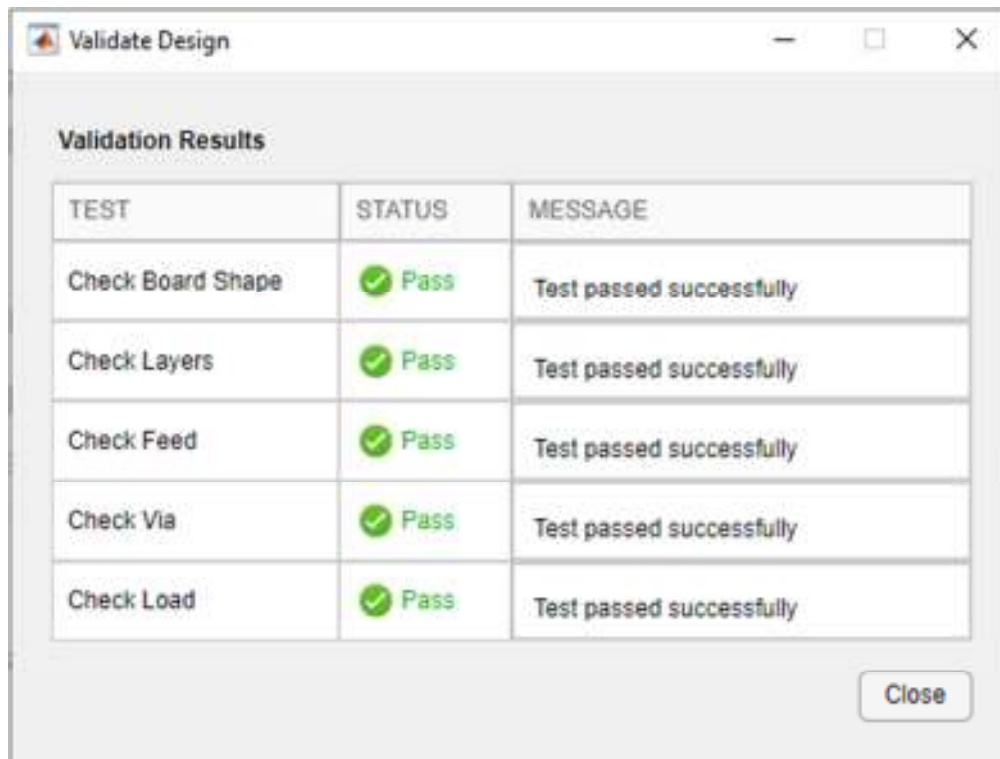 Validate Design
Validation Results
TEST STATUS MESSAGE
Check Board Shape Pass Test passed successfully
Check Layers Pass Test passed successfully
Check Feed Pass Test passed successfully
Check Via Pass Test passed successfully
Check Load Pass Test passed successfully
Close